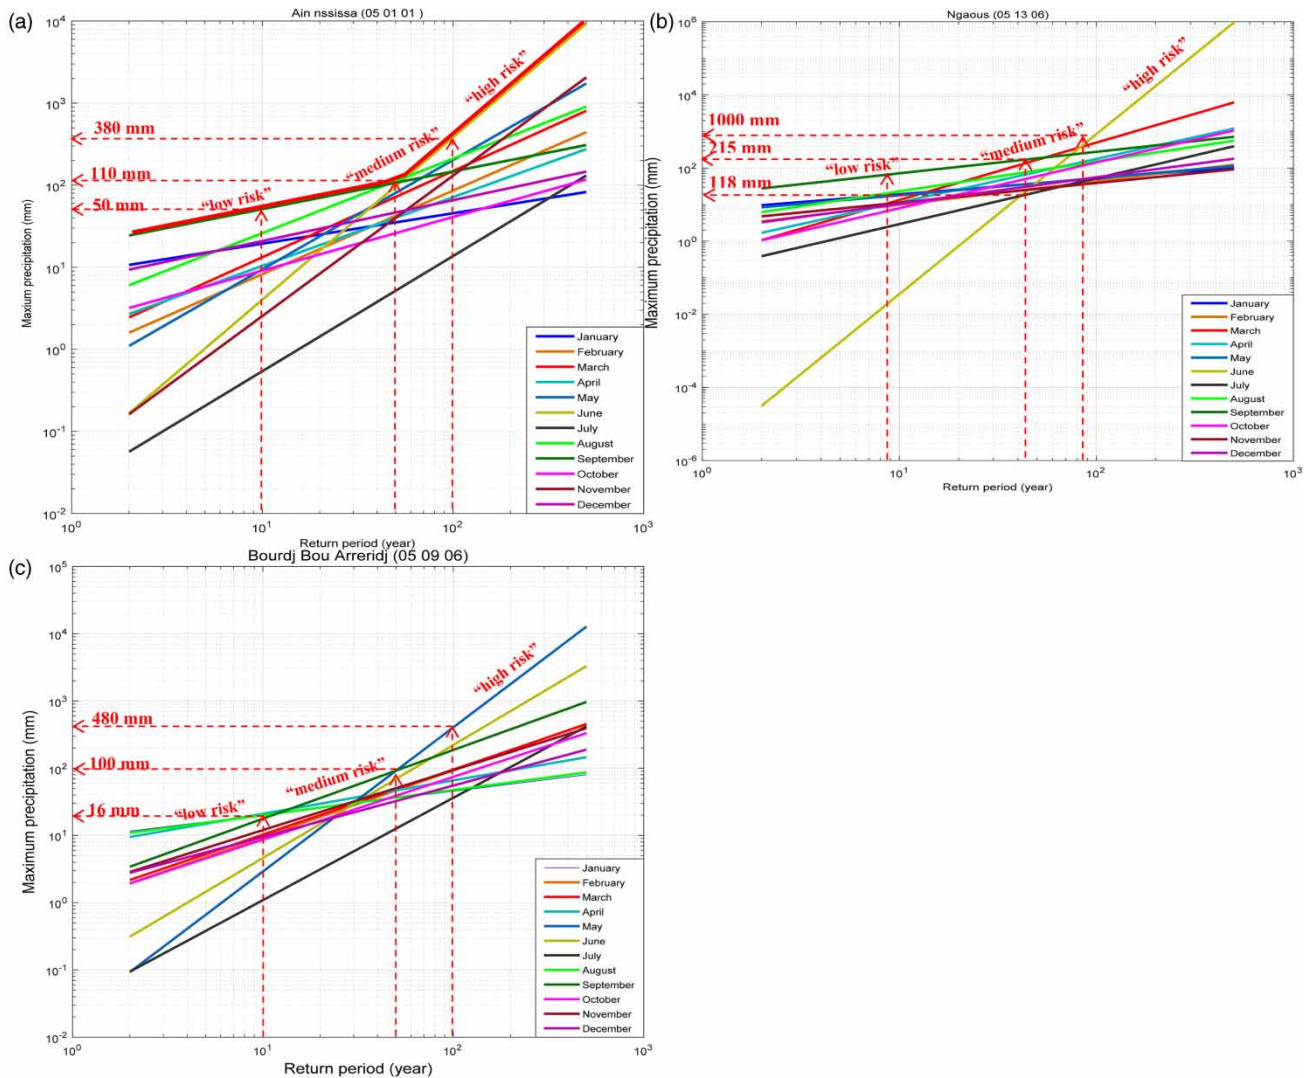 (a)
Ain nssissa (05 01 01 )
10^4
10^3
10^2
10^1
10^0
10^-1
10^-2
Maxium precipitation (mm)
380 mm
110 mm
50 mm
“low risk”
“medium risk”
“high risk”
January
February
March
April
May
June
July
August
September
October
November
December
10^0
10^1
10^2
10^3
Return period (year)
(b)
Ngaous (05 13 06)
10^6
10^4
10^2
10^0
10^-2
10^-4
10^-6
Maximum precipitation (mm)
1000 mm
215 mm
118 mm
“low risk”
“medium risk”
“high risk”
January
February
March
April
May
June
July
August
September
October
November
December
10^0
10^1
10^2
10^3
Return period (year)
(c)
Bourdj Bou Arreridj (05 09 06)
10^5
10^4
10^3
10^2
10^1
10^0
10^-1
10^-2
Maximum precipitation (mm)
480 mm
100 mm
16 mm
“low risk”
“medium risk”
“high risk”
January
February
March
April
May
June
July
August
September
October
November
December
10^0
10^1
10^2
10^3
Return period (year)